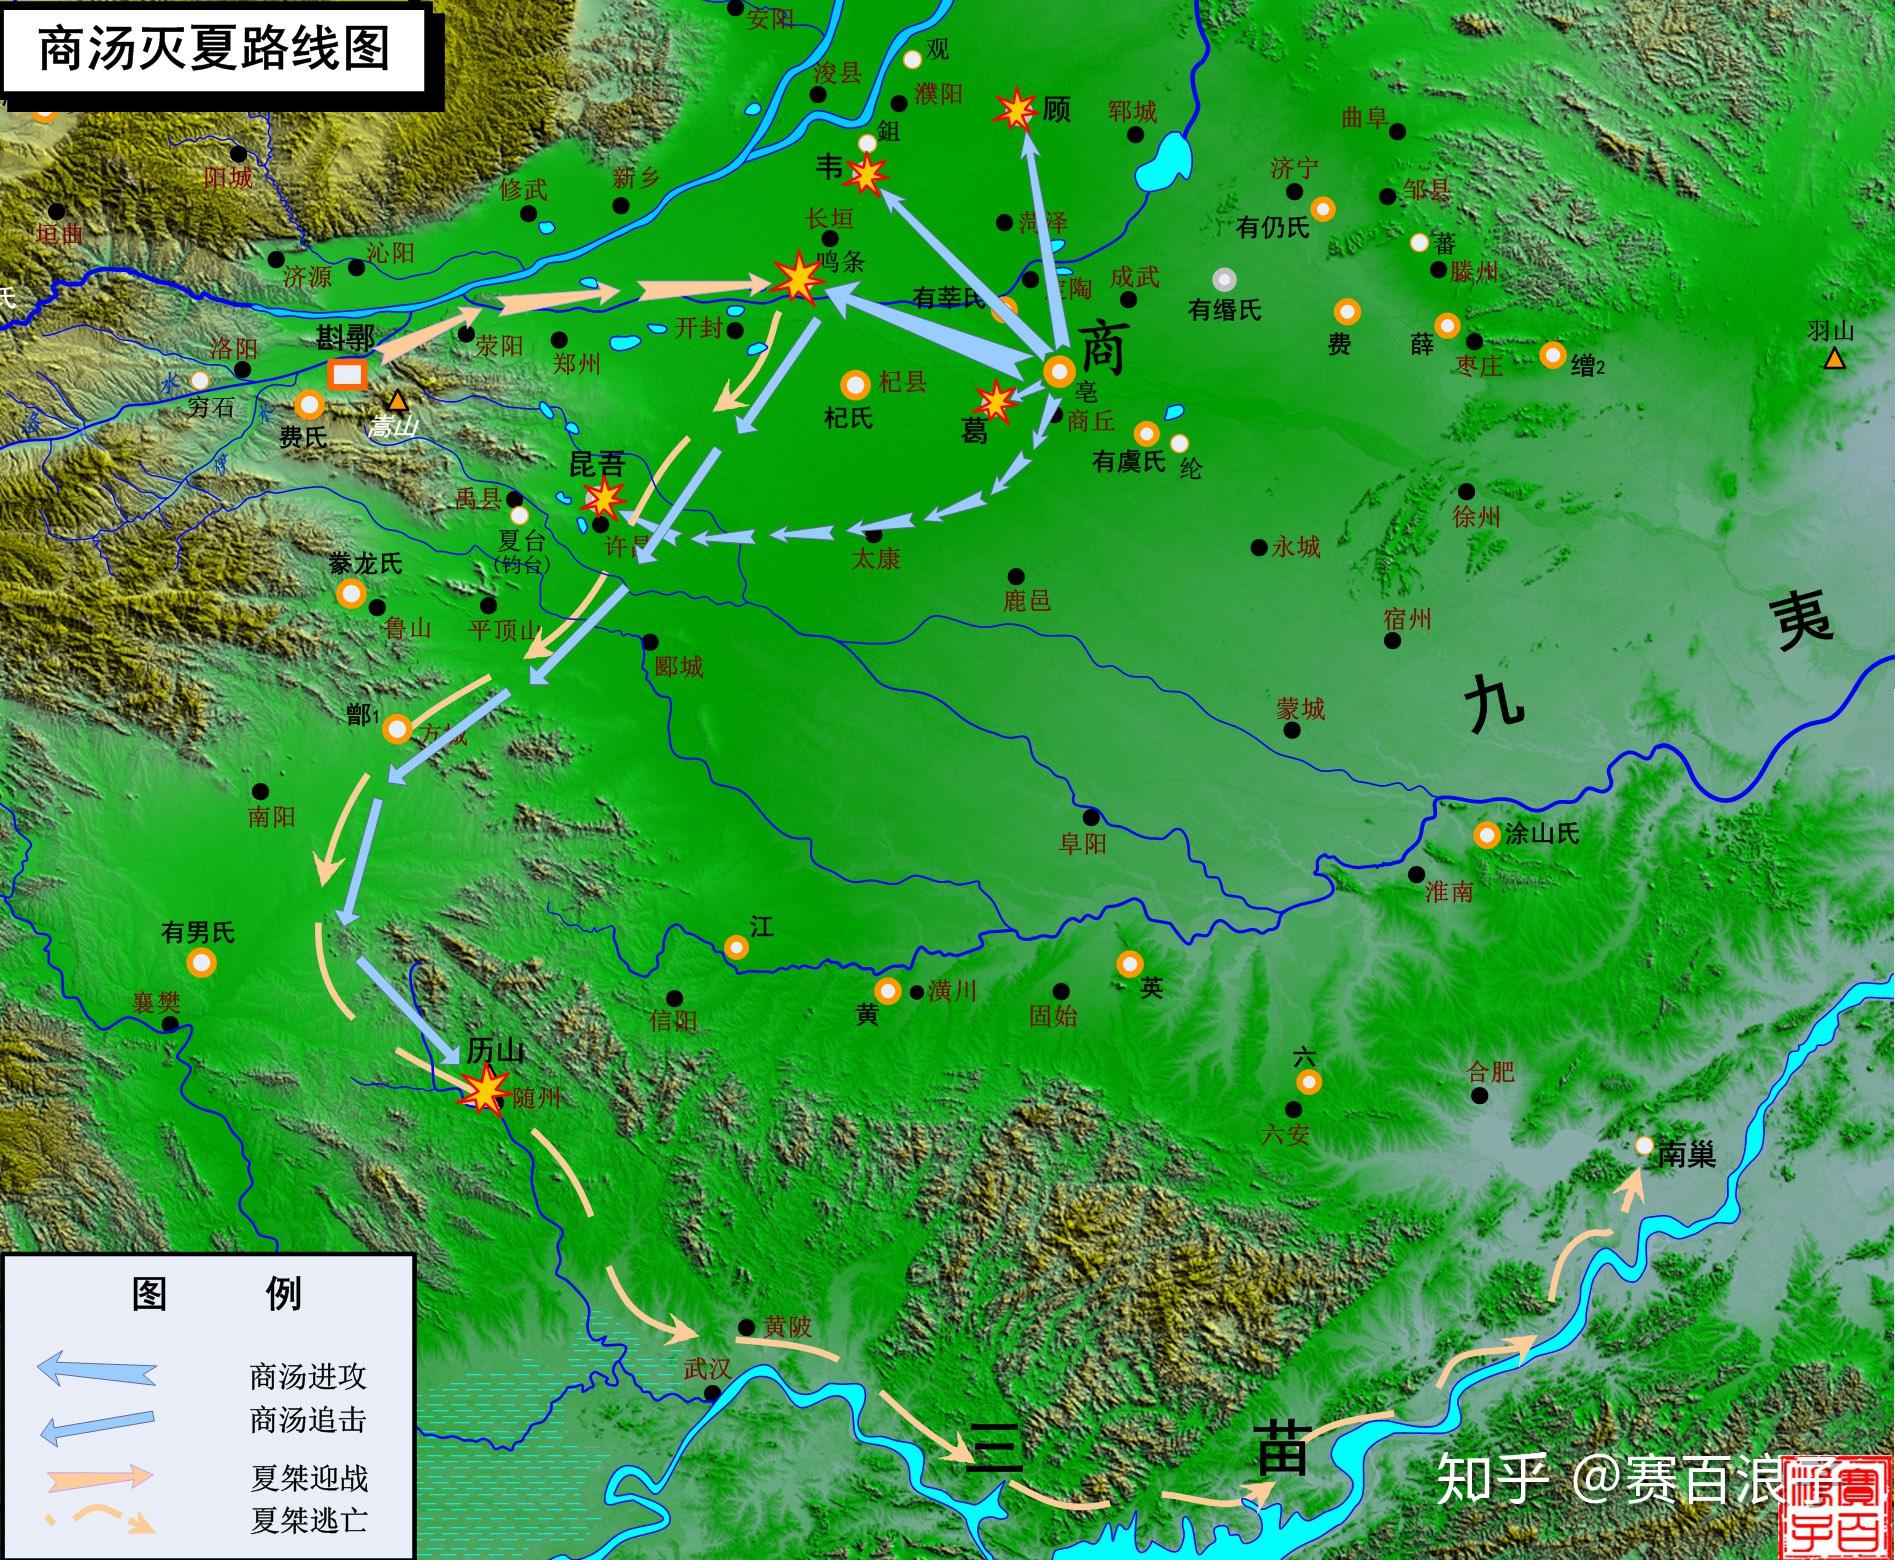 商汤灭夏路线图
安阳
观
浚县
濮阳
顾
郓城
曲阜
鉏
韦
阳城
修武
新乡
济宁
邹县
垣曲
长垣
菏泽
有仍氏
蕃
沁阳
济源
鸣条
滕州
氏
成武
有莘氏
定陶
有缗氏
斟鄩
荥阳
开封
商
费
薛
羽山
洛阳
郑州
枣庄
缯2
水
杞县
亳
穷石
杞氏
商丘
洛
水
费氏
嵩山
葛
伊
昆吾
有虞氏
纶
禹县
徐州
夏台
(钧台)
许昌
太康
永城
豢龙氏
鹿邑
鲁山
平顶山
宿州
夷
郾城
九
鄫1
方城
蒙城
南阳
阜阳
涂山氏
淮南
有男氏
江
襄樊
信阳
黄
潢川
固始
英
历山
六
合肥
随州
六安
南巢
图 例
黄陂
武汉
商汤进攻
商汤追击
三
苗
夏桀迎战
夏桀逃亡
知乎 @赛百浪子